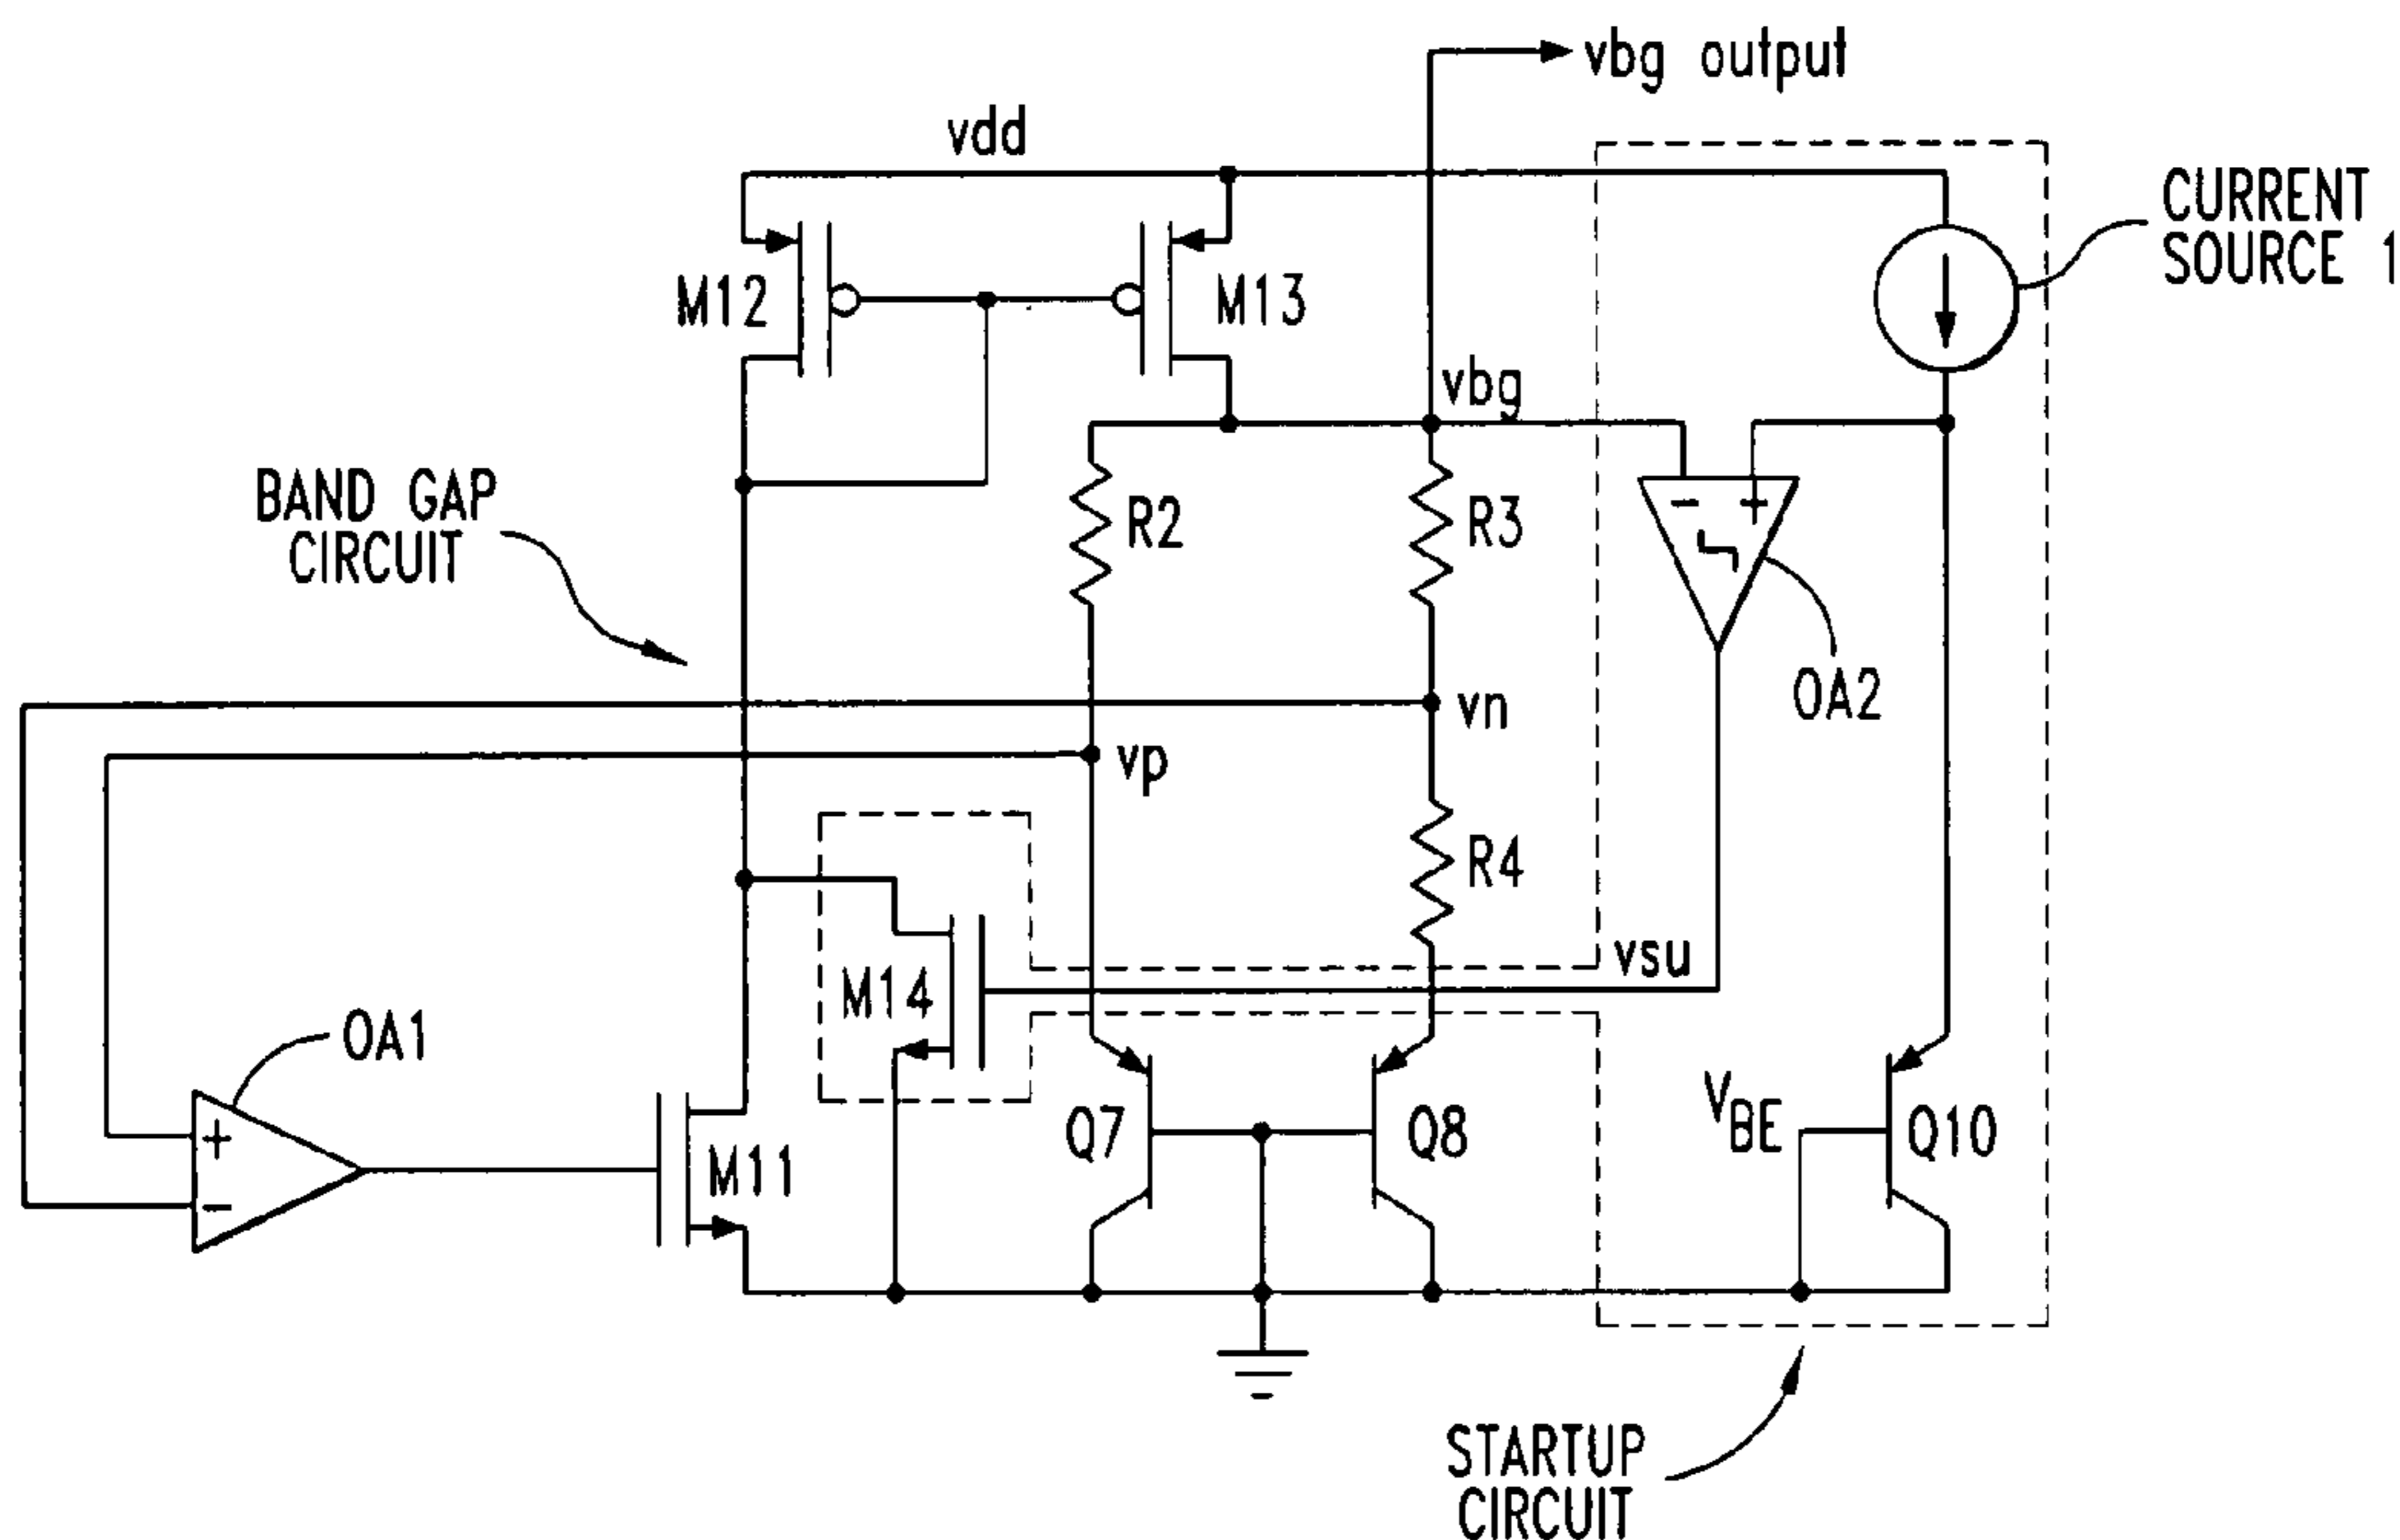 vbg output
vdd
CURRENT
SOURCE 1
M12
M13
vbg
BAND GAP
CIRCUIT
R2
R3
- +
OA2
vn
vp
R4
vsu
M14
OA1
+
-
M11
Q7
Q8
VBE
Q10
STARTUP
CIRCUIT